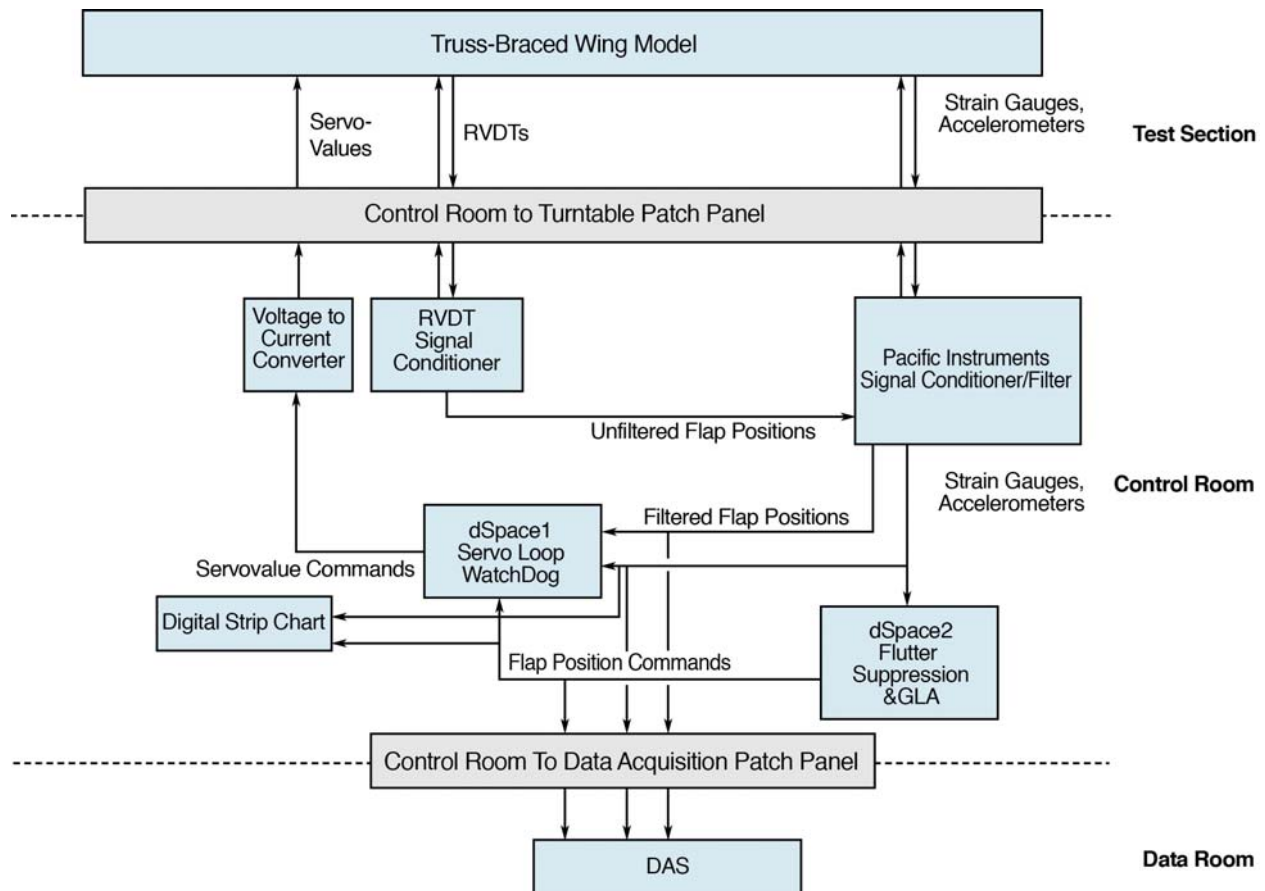 Truss-Braced Wing Model
Servo-
Values
RVDTs
Strain Gauges,
Accelerometers
Test Section
Control Room to Turntable Patch Panel
Voltage to
Current
Converter
RVDT
Signal
Conditioner
Pacific Instruments
Signal Conditioner/Filter
Unfiltered Flap Positions
Strain Gauges,
Accelerometers
Control Room
Filtered Flap Positions
dSpace1
Servo Loop
WatchDog
Servovalue Commands
Digital Strip Chart
dSpace2
Flutter
Suppression
&GLA
Flap Position Commands
Control Room To Data Acquisition Patch Panel
DAS
Data Room